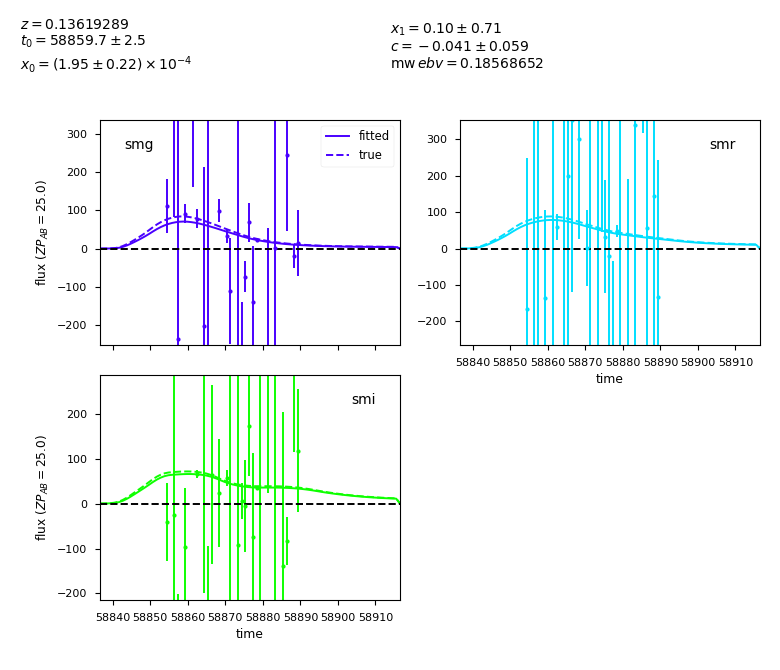 z = 0.13619289
t₀ = 58859.7 ± 2.5
x₀ = (1.95 ± 0.22) × 10⁻⁴
x₁ = 0.10 ± 0.71
c = −0.041 ± 0.059
mw ebv = 0.18568652
smg
fitted
true
300
200
100
0
−100
−200
flux (ZP_AB = 25.0)
smr
300
200
100
0
−100
−200
58840 58850 58860 58870 58880 58890 58900 58910
time
smi
200
100
0
−100
−200
flux (ZP_AB = 25.0)
58840 58850 58860 58870 58880 58890 58900 58910
time